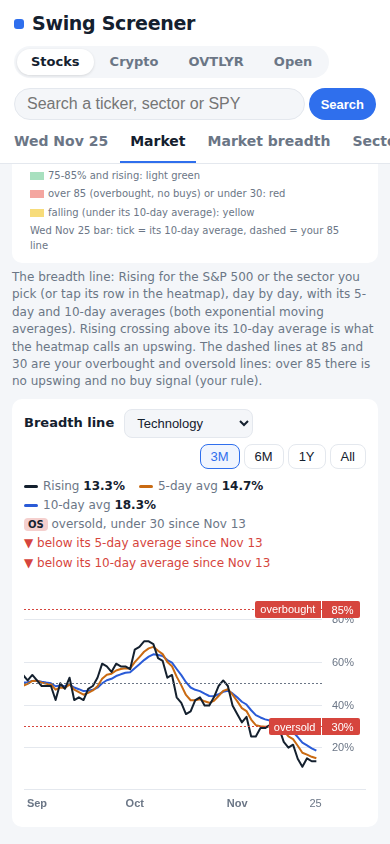 Swing Screener
Stocks Crypto OVTLYR Open
Search a ticker, sector or SPY Search
Wed Nov 25 Market Market breadth Secto
75-85% and rising: light green
over 85 (overbought, no buys) or under 30: red
falling (under its 10-day average): yellow
Wed Nov 25 bar: tick = its 10-day average, dashed = your 85
line
The breadth line: Rising for the S&P 500 or the sector you
pick (or tap its row in the heatmap), day by day, with its 5-
day and 10-day averages (both exponential moving
averages). Rising crossing above its 10-day average is what
the heatmap calls an upswing. The dashed lines at 85 and
30 are your overbought and oversold lines: over 85 there is
no upswing and no buy signal (your rule).
Breadth line Technology
3M 6M 1Y All
Rising 13.3% 5-day avg 14.7%
10-day avg 18.3%
OS oversold, under 30 since Nov 13
▼ below its 5-day average since Nov 13
▼ below its 10-day average since Nov 13
overbought 85%
80%
60%
40%
oversold 30%
20%
Sep Oct Nov 25